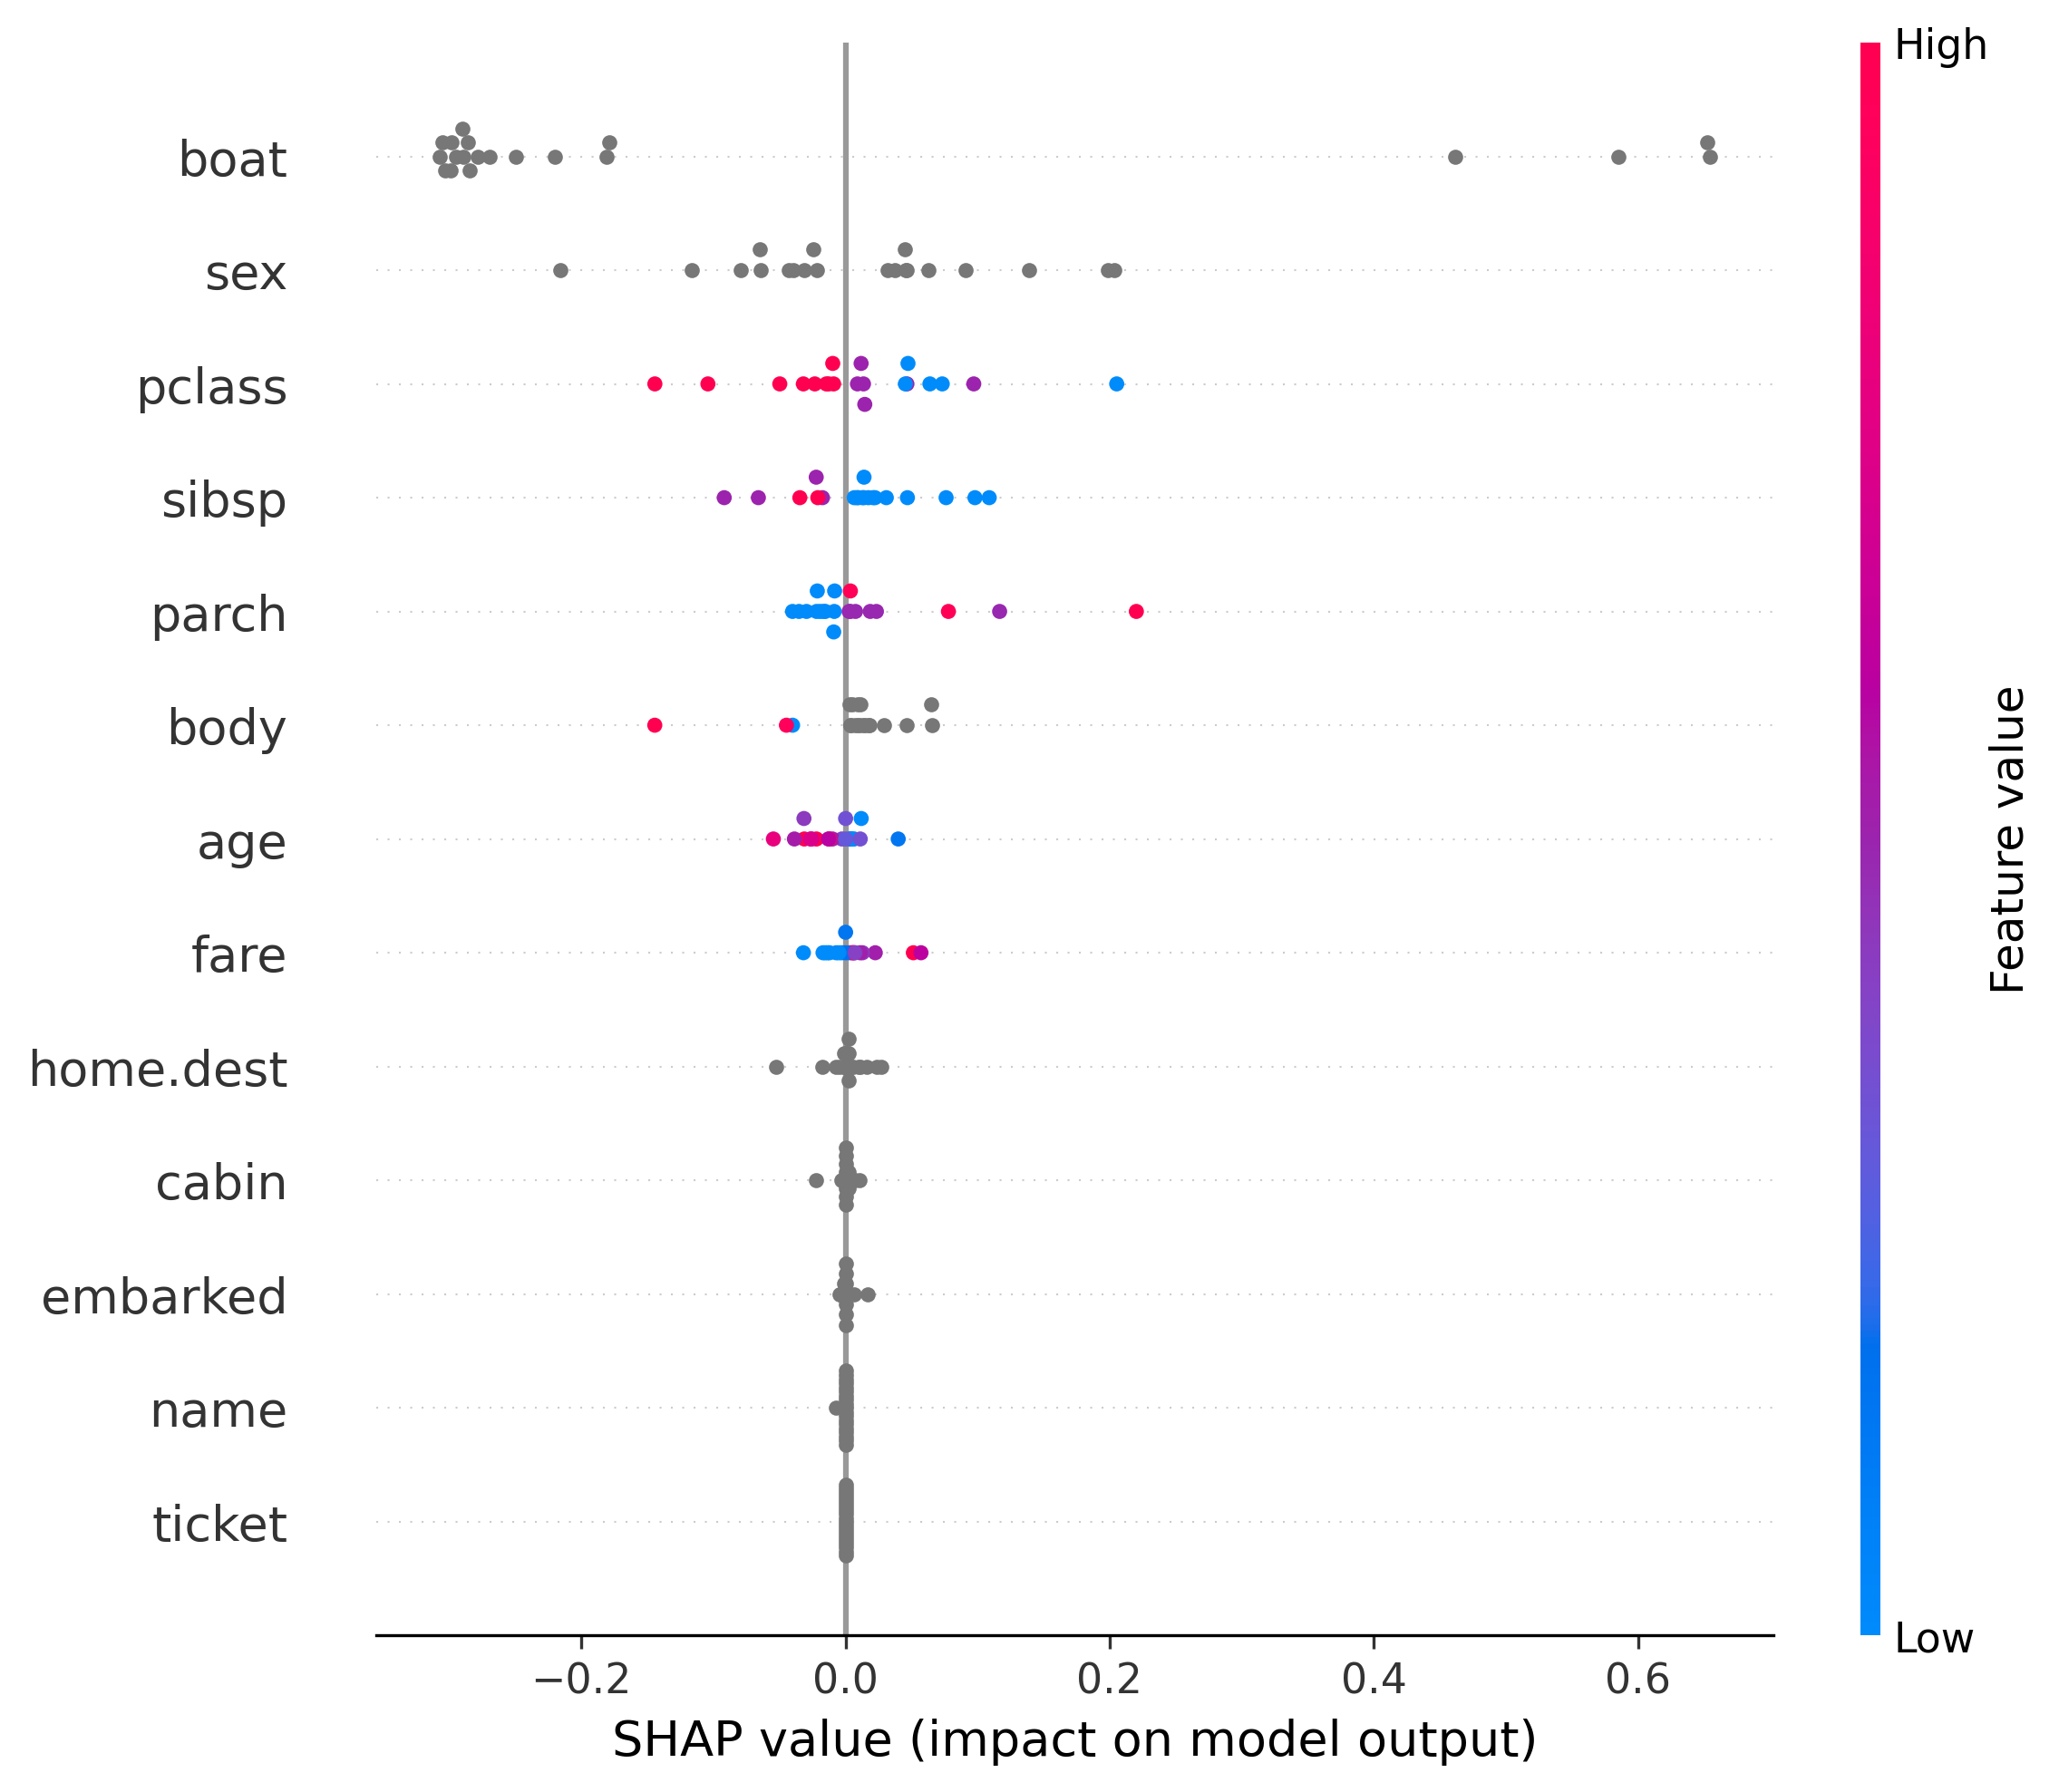 High
boat
sex
pclass
sibsp
parch
body
age
fare
home.dest
cabin
embarked
name
ticket
Feature value
Low
−0.2 0.0 0.2 0.4 0.6
SHAP value (impact on model output)